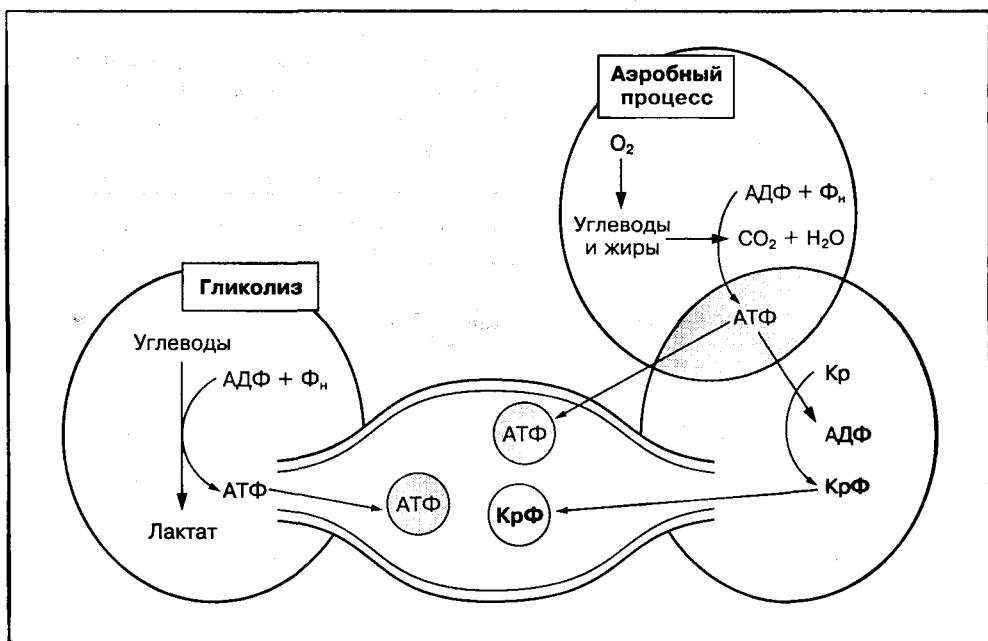 Аэробный
процесс
O₂
Углеводы
и жиры
АДФ + Фн
CO₂ + H₂O
АТФ
Гликолиз
Углеводы
АДФ + Фн
АТФ
Лактат
АТФ
АТФ
КрФ
Кр
АДФ
КрФ